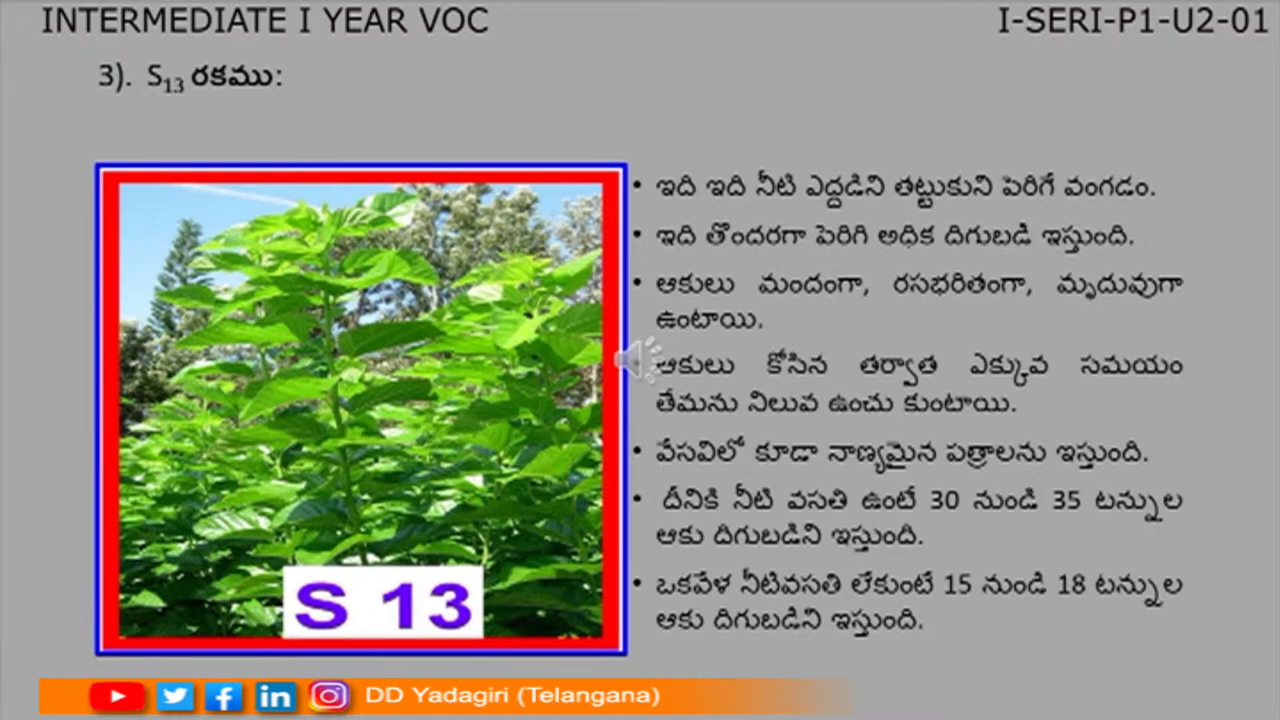 INTERMEDIATE I YEAR VOC
I-SERI-P1-U2-01
3). S13 రకము:
• ఇది ఇది నీటి ఎద్దడిని తట్టుకుని పెరిగే వంగడం.
• ఇది తొందరగా పెరిగి అధిక దిగుబడి ఇస్తుంది.
• ఆకులు మందంగా, రసభరితంగా, మృదువుగా
ఉంటాయి.
ఆకులు కోసిన తర్వాత ఎక్కువ సమయం
తేమను నిలువ ఉంచు కుంటాయి.
• వేసవిలో కూడా నాణ్యమైన పత్రాలను ఇస్తుంది.
• దీనికి నీటి వసతి ఉంటే 30 నుండి 35 టన్నుల
ఆకు దిగుబడిని ఇస్తుంది.
• ఒకవేళ నీటివసతి లేకుంటే 15 నుండి 18 టన్నుల
ఆకు దిగుబడిని ఇస్తుంది.
S 13
DD Yadagiri (Telangana)